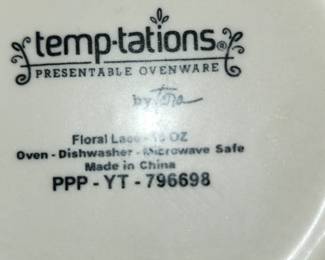 temp-tations®
PRESENTABLE OVENWARE
by Tara
Floral Lace - OZ
Oven - Dishwasher - Microwave Safe
Made in China
PPP - YT - 796698